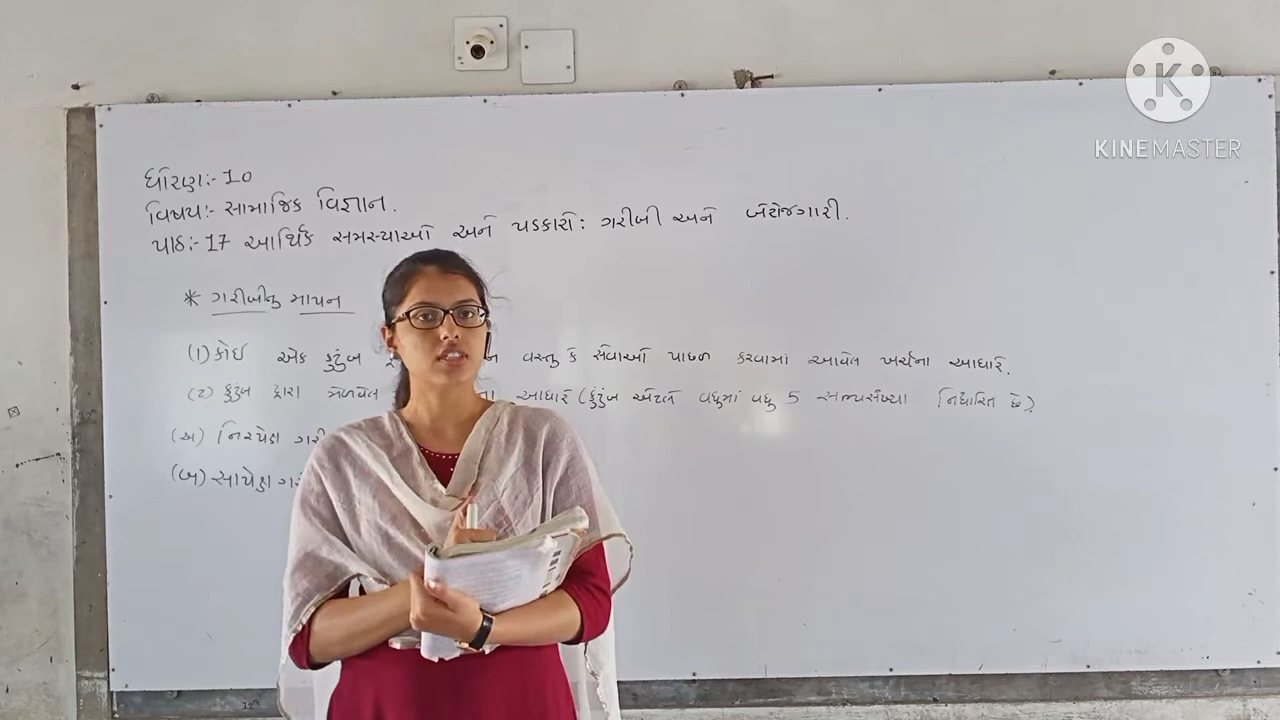 ધોરણ:- 10
વિષય:- સામાજિક વિજ્ઞાન.
પાઠ:- 17 આર્થિક સમસ્યાઓ અને પડકારો: ગરીબી અને બેરોજગારી.
* ગરીબીનુ માપન
(1) કોઈ એક કુટુંબ વસ્તુ કે સેવાઓ પાછળ કરવામાં આવેલ ખર્ચના આધારે.
(2) કુટુંબ દ્વારા મેળવેલ આધારે (કુટુંબ એટલે વધુમાં વધુ 5 સભ્યસંખ્યા નિર્ધારિત છે)
(અ) નિરપેક્ષ
(બ) સાપેક્ષ
KINEMASTER